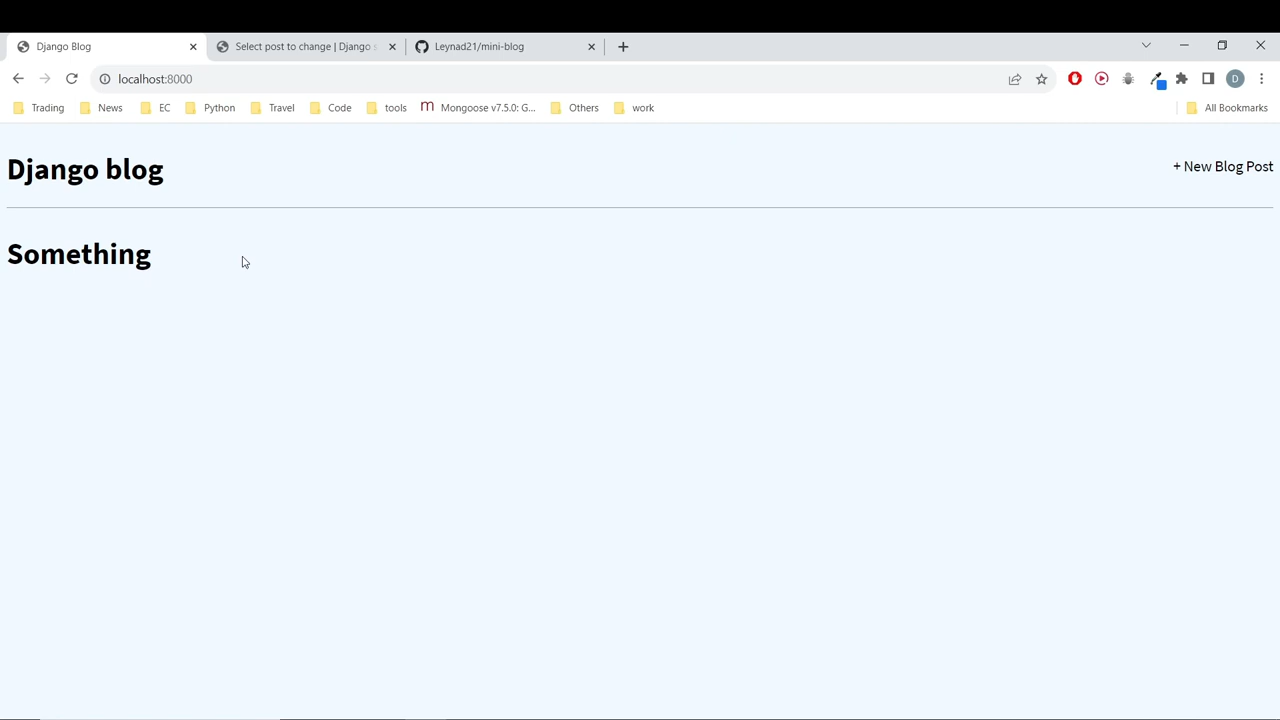 Django Blog
Select post to change | Django s
Leynad21/mini-blog
localhost:8000
D
Trading
News
EC
Python
Travel
Code
tools
m Mongoose v7.5.0: G...
Others
work
All Bookmarks
Django blog
+ New Blog Post
Something